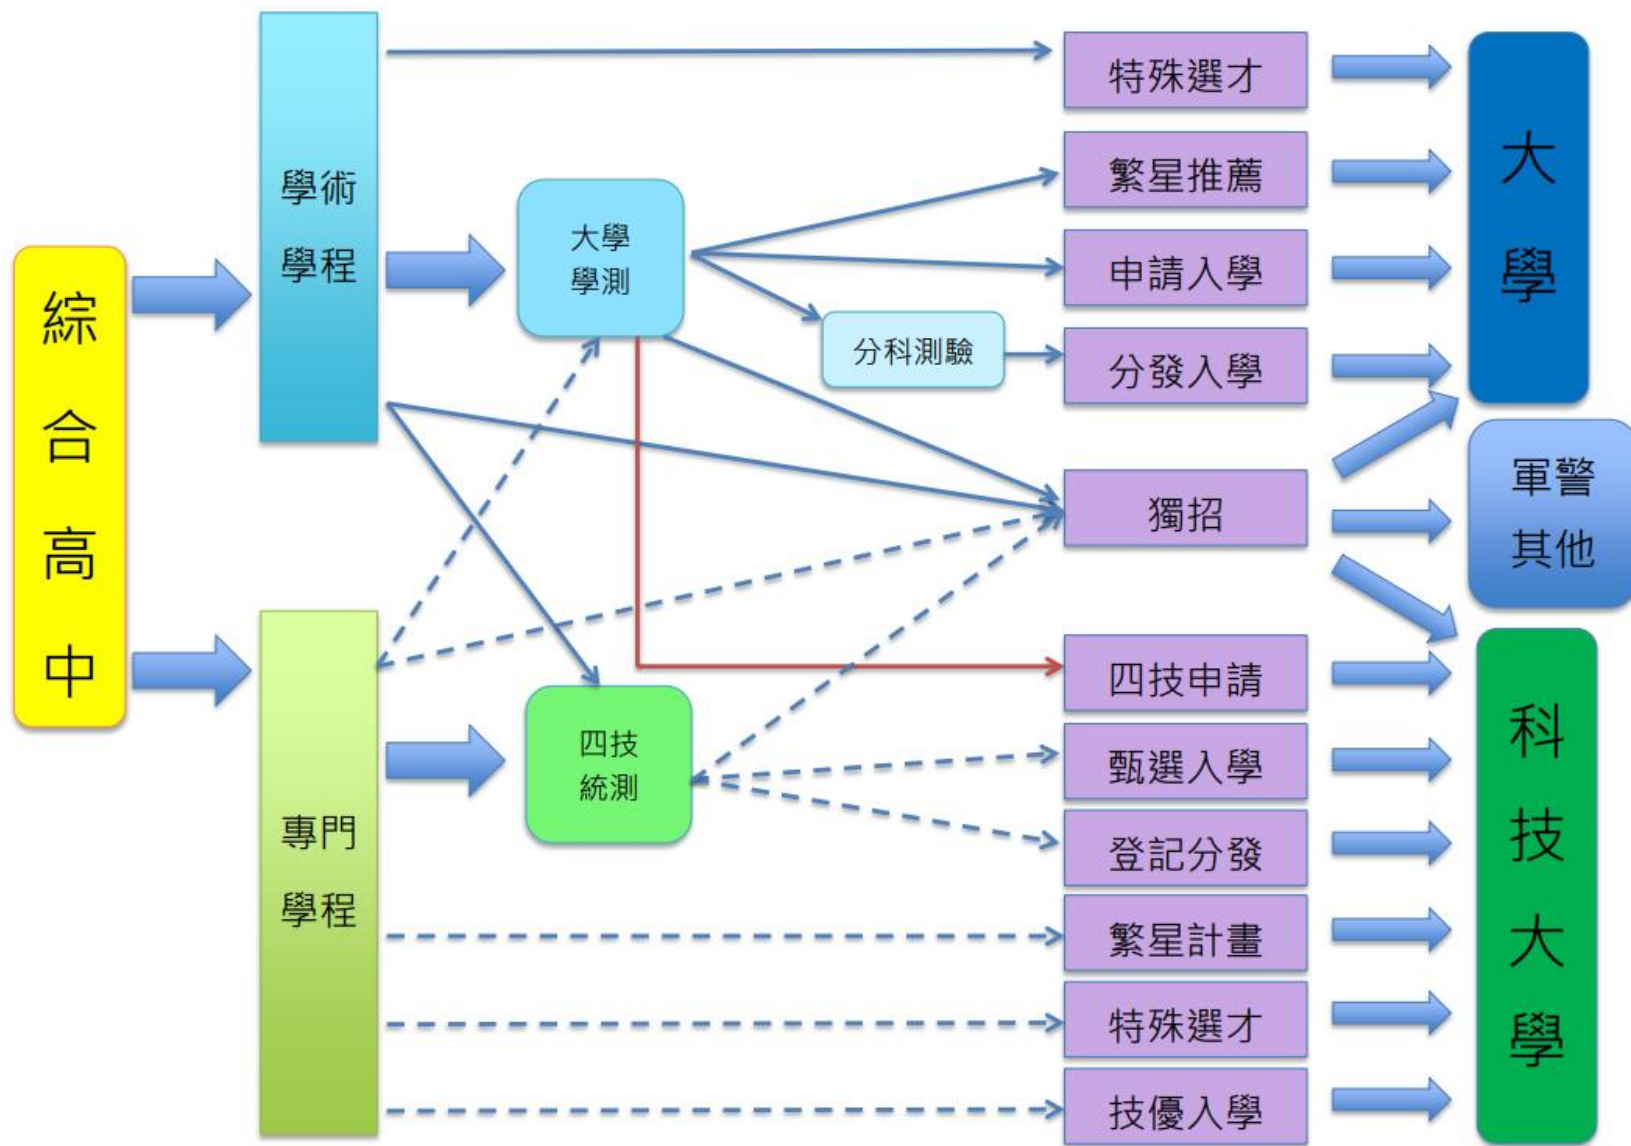 綜合高中
學術
學程
專門
學程
大學
學測
分科測驗
四技
統測
特殊選才
繁星推薦
申請入學
分發入學
獨招
四技申請
甄選入學
登記分發
繁星計畫
特殊選才
技優入學
大學
軍警
其他
科技大學